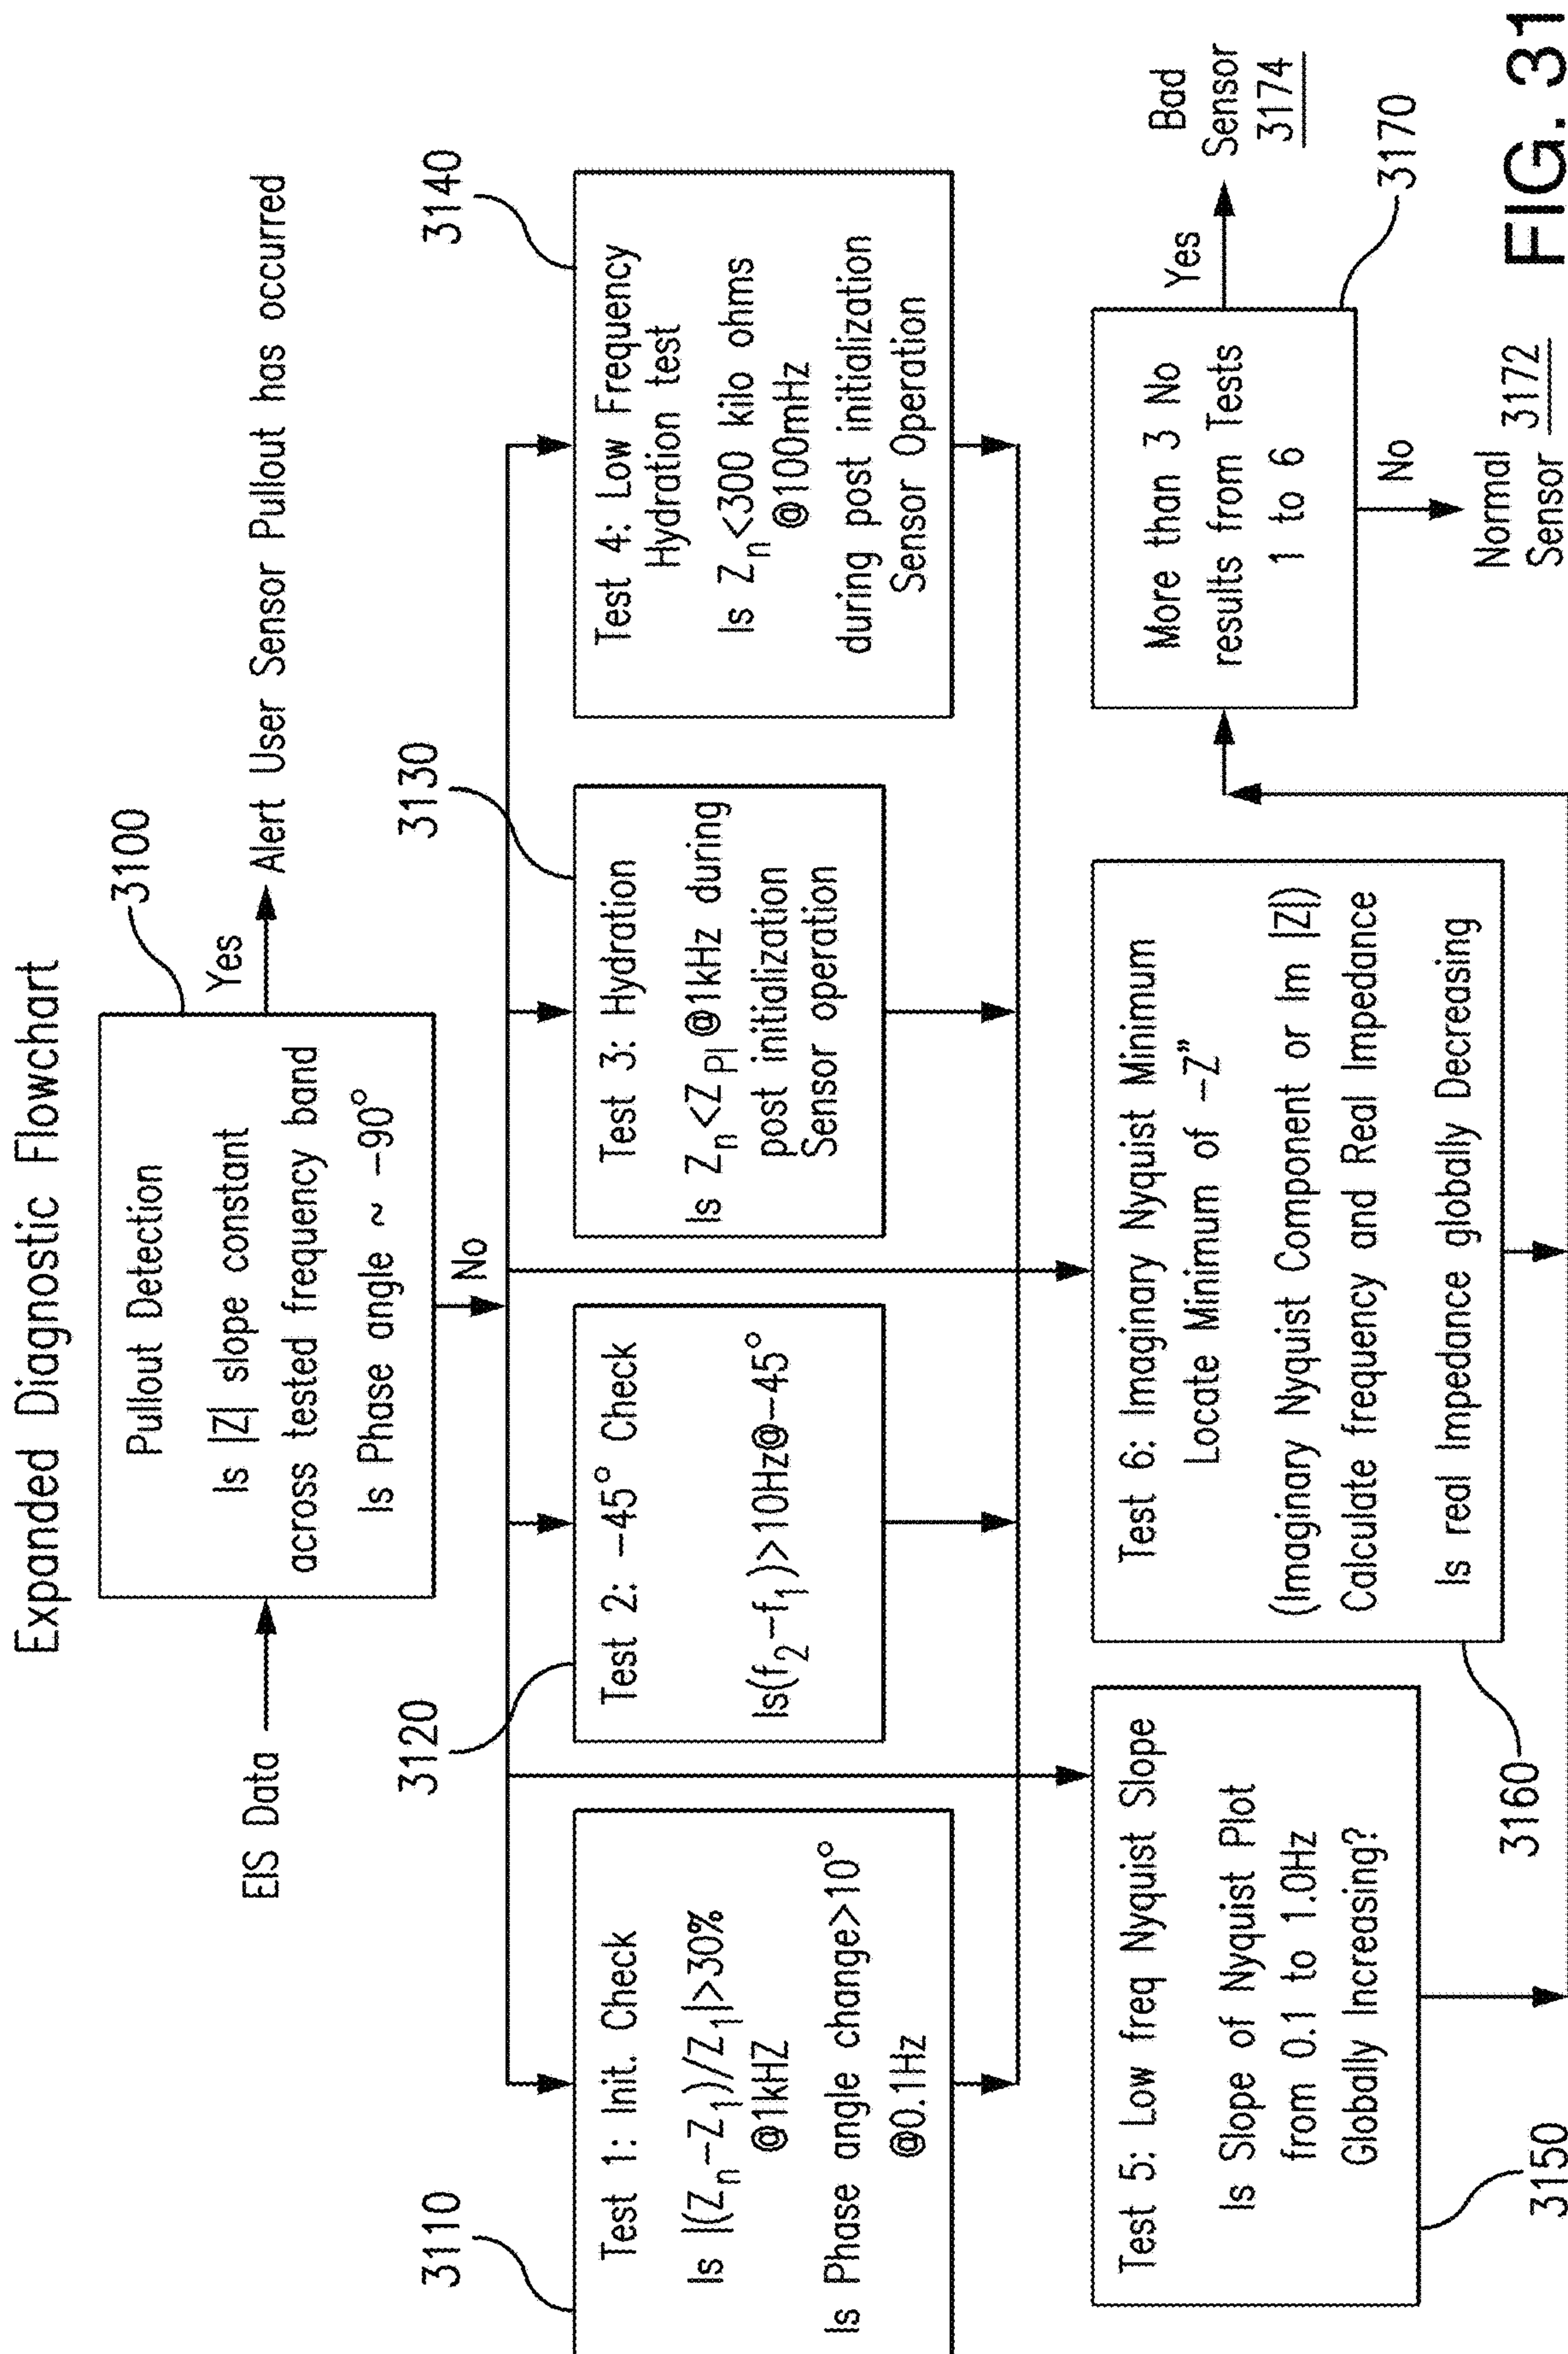 Expanded Diagnostic Flowchart
EIS Data
Pullout Detection
Is |Z| slope constant
across tested frequency band
Is Phase angle ~ −90°
3100
Yes
Alert User Sensor Pullout has occurred
No
3110
Test 1: Init. Check
Is |(Zn−Z1)/Z1|>30%
@1kHZ
Is Phase angle change>10°
@0.1Hz
3120
Test 2: −45° Check
Is(f2−f1)>10Hz@−45°
3130
Test 3: Hydration
Is Zn<ZPI@1kHz during
post initialization
Sensor operation
3140
Test 4: Low Frequency
Hydration test
Is Zn<300 kilo ohms
@100mHz
during post initialization
Sensor Operation
Test 5: Low freq Nyquist Slope
Is Slope of Nyquist Plot
from 0.1 to 1.0Hz
Globally Increasing?
3150
Test 6: Imaginary Nyquist Minimum
Locate Minimum of −Z”
(Imaginary Nyquist Component or Im |Z|)
Calculate frequency and Real Impedance
Is real Impedance globally Decreasing
3160
More than 3 No
results from Tests
1 to 6
3170
Yes
Bad
Sensor
3174
No
Normal
Sensor 3172
FIG. 31